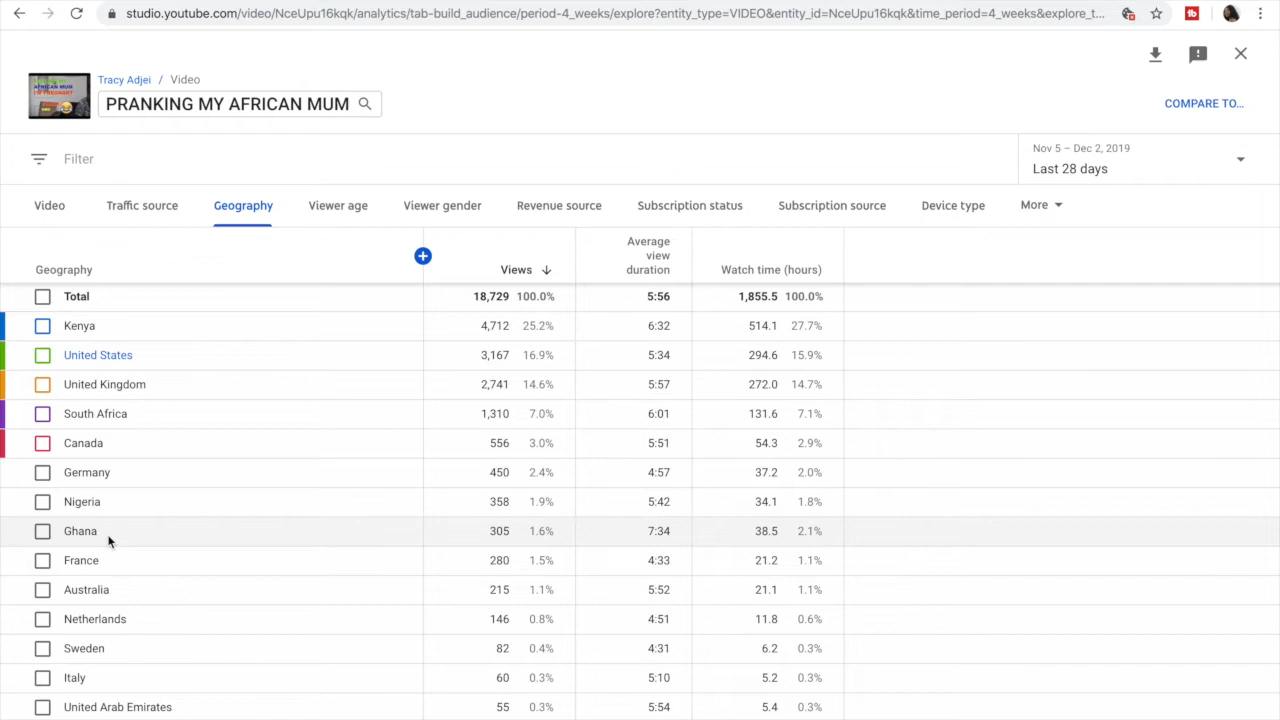 studio.youtube.com/video/NceUpu16kqk/analytics/tab-build_audience/period-4_weeks/explore?entity_type=VIDEO&entity_id=NceUpu16kqk&time_period=4_weeks&explore_t...
Tracy Adjei / Video
PRANKING MY AFRICAN MUM
COMPARE TO...
Filter
Nov 5 – Dec 2, 2019
Last 28 days
Video Traffic source Geography Viewer age Viewer gender Revenue source Subscription status Subscription source Device type More
Geography Views Average view duration Watch time (hours)
Total 18,729 100.0% 5:56 1,855.5 100.0%
Kenya 4,712 25.2% 6:32 514.1 27.7%
United States 3,167 16.9% 5:34 294.6 15.9%
United Kingdom 2,741 14.6% 5:57 272.0 14.7%
South Africa 1,310 7.0% 6:01 131.6 7.1%
Canada 556 3.0% 5:51 54.3 2.9%
Germany 450 2.4% 4:57 37.2 2.0%
Nigeria 358 1.9% 5:42 34.1 1.8%
Ghana 305 1.6% 7:34 38.5 2.1%
France 280 1.5% 4:33 21.2 1.1%
Australia 215 1.1% 5:52 21.1 1.1%
Netherlands 146 0.8% 4:51 11.8 0.6%
Sweden 82 0.4% 4:31 6.2 0.3%
Italy 60 0.3% 5:10 5.2 0.3%
United Arab Emirates 55 0.3% 5:54 5.4 0.3%